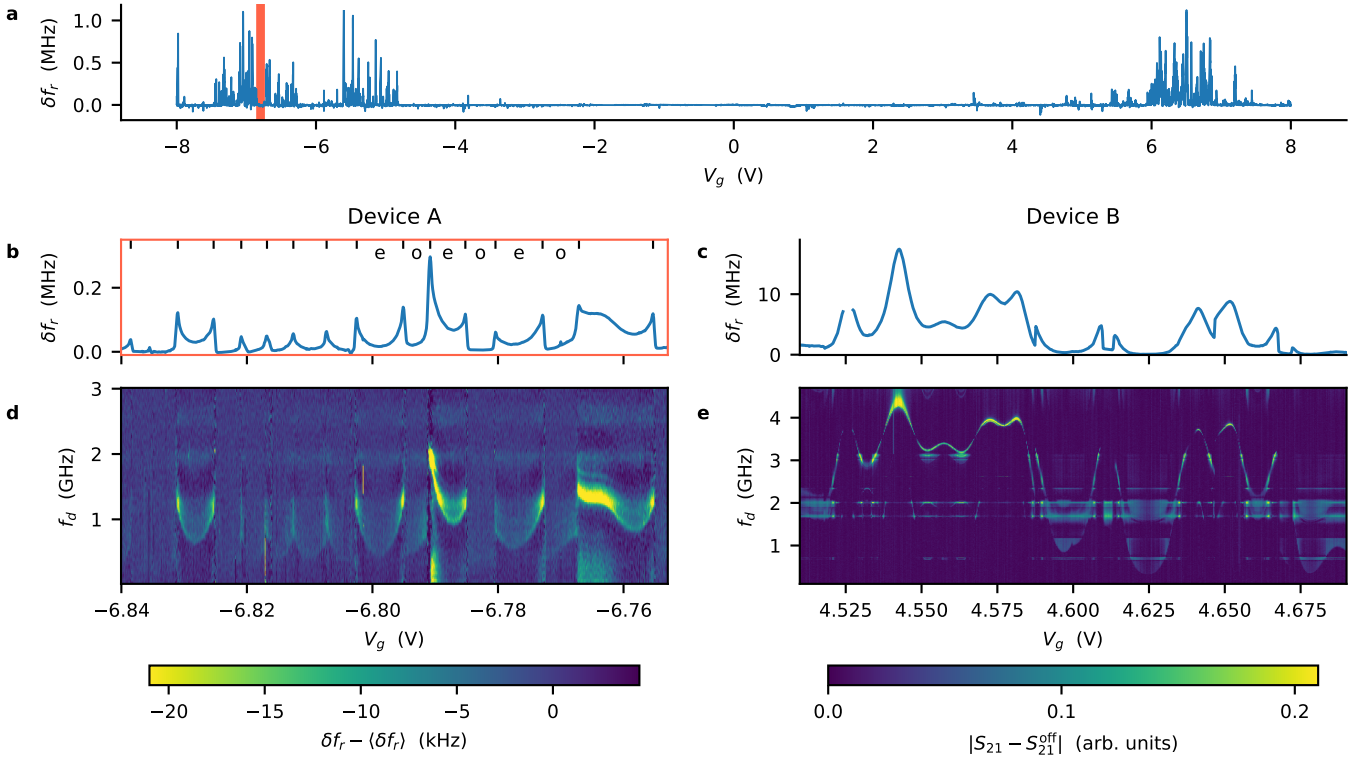 a
δf_r (MHz)
1.0
0.5
0.0
−8 −6 −4 −2 0 2 4 6 8
V_g (V)
Device A
Device B
b
δf_r (MHz)
0.2
0.0
e o e o e o
c
δf_r (MHz)
10
0
d
f_d (GHz)
3
2
1
−6.84 −6.82 −6.80 −6.78 −6.76
V_g (V)
e
f_d (GHz)
4
3
2
1
4.525 4.550 4.575 4.600 4.625 4.650 4.675
V_g (V)
−20 −15 −10 −5 0
δf_r − ⟨δf_r⟩ (kHz)
0.0 0.1 0.2
|S_21 − S_21^off| (arb. units)